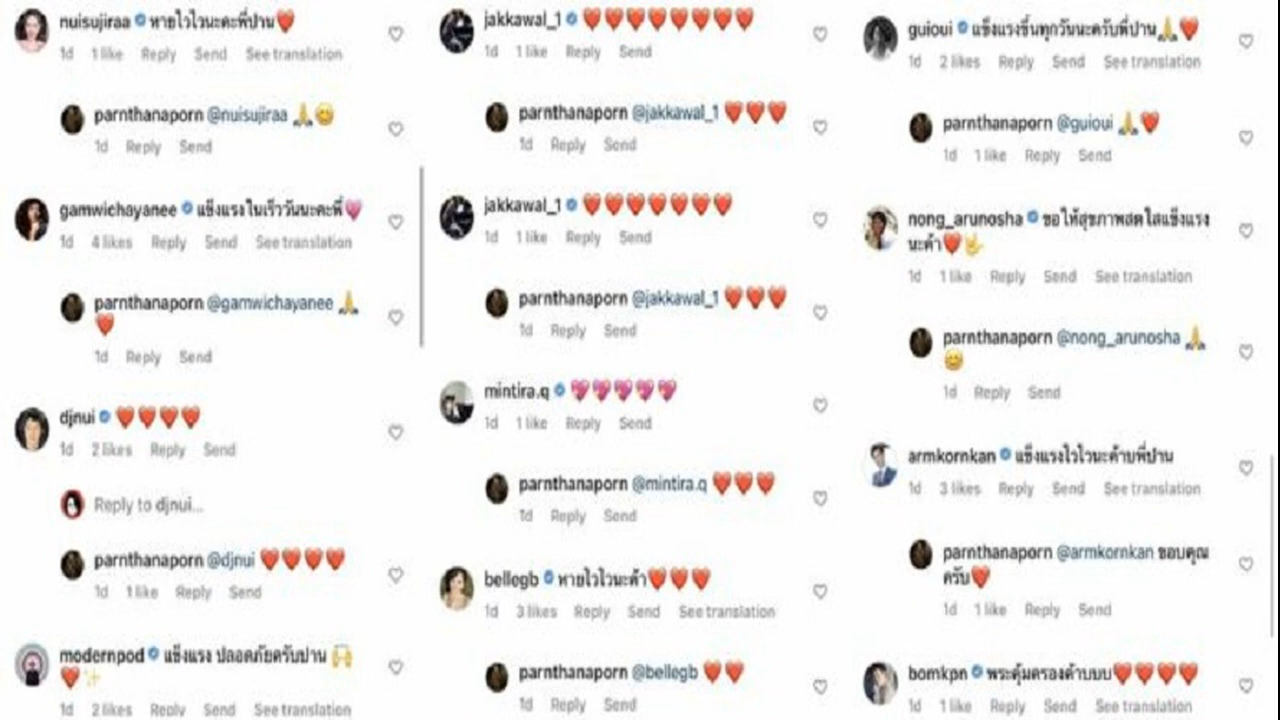 nuisujiraa หายไวไวนะคะพี่ปาน❤️
1d 1 like Reply Send See translation
parnthanaporn @nuisujiraa 🙏😊
1d Reply Send
gamwichayanee แข็งแรงในเร็ววันนะคะพี่💗
1d 4 likes Reply Send See translation
parnthanaporn @gamwichayanee 🙏
❤️
1d Reply Send
djnui ❤️❤️❤️❤️
1d 2 likes Reply Send
Reply to djnui...
parnthanaporn @djnui ❤️❤️❤️❤️
1d 1 like Reply Send
modernpod แข็งแรง ปลอดภัยครับปาน 🙌
❤️✨
1d 2 likes Reply Send See translation
jakkawal_1 ❤️❤️❤️❤️❤️❤️❤️
1d 1 like Reply Send
parnthanaporn @jakkawal_1 ❤️❤️❤️
1d Reply Send
jakkawal_1 ❤️❤️❤️❤️❤️❤️
1d 1 like Reply Send
parnthanaporn @jakkawal_1 ❤️❤️❤️
1d Reply Send
mintira.q 💖💖💖💖💖
1d 1 like Reply Send
parnthanaporn @mintira.q ❤️❤️❤️
1d Reply Send
bellegb หายไวไวนะค้า❤️❤️❤️
1d 3 likes Reply Send See translation
parnthanaporn @bellegb ❤️❤️
1d Reply Send
guioui แข็งแรงขึ้นทุกวันนะครับพี่ปาน🙏❤️
1d 2 likes Reply Send See translation
parnthanaporn @guioui 🙏❤️
1d 1 like Reply Send
nong_arunosha ขอให้สุขภาพสดใสแข็งแรง
นะค้า❤️🤟
1d 1 like Reply Send See translation
parnthanaporn @nong_arunosha 🙏
😊
1d Reply Send
armkornkan แข็งแรงไวไวนะค้าบพี่ปาน
1d 3 likes Reply Send See translation
parnthanaporn @armkornkan ขอบคุณ
ครับ❤️
1d 1 like Reply Send
bomkpn พระคุ้มครองค้าบบบ❤️❤️❤️❤️
1d 1 like Reply Send See translation